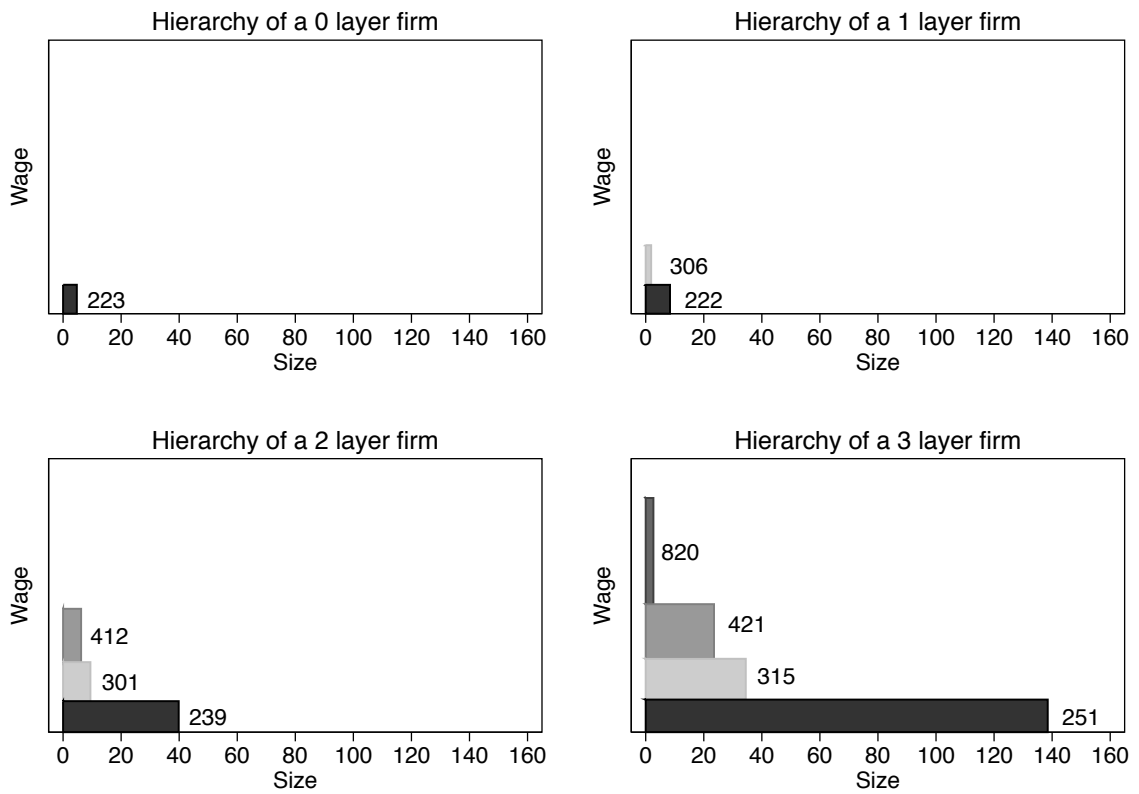 Hierarchy of a 0 layer firm
Wage
223
0 20 40 60 80 100 120 140 160
Size
Hierarchy of a 1 layer firm
Wage
306
222
0 20 40 60 80 100 120 140 160
Size
Hierarchy of a 2 layer firm
Wage
412
301
239
0 20 40 60 80 100 120 140 160
Size
Hierarchy of a 3 layer firm
Wage
820
421
315
251
0 20 40 60 80 100 120 140 160
Size